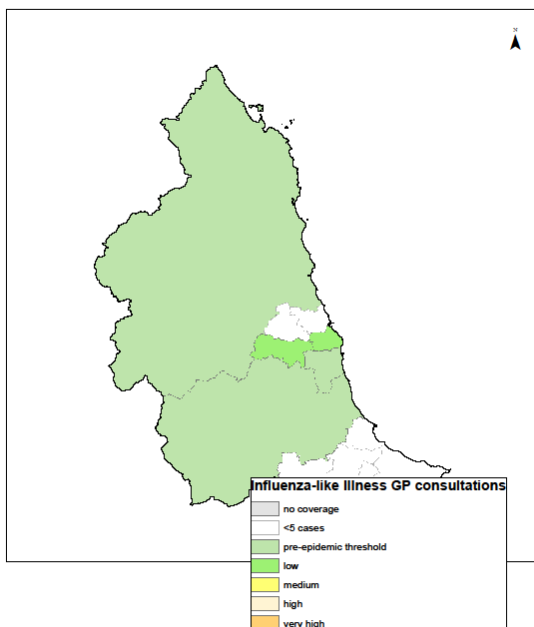 N
Influenza-like Illness GP consultations
no coverage
<5 cases
pre-epidemic threshold
low
medium
high
very high